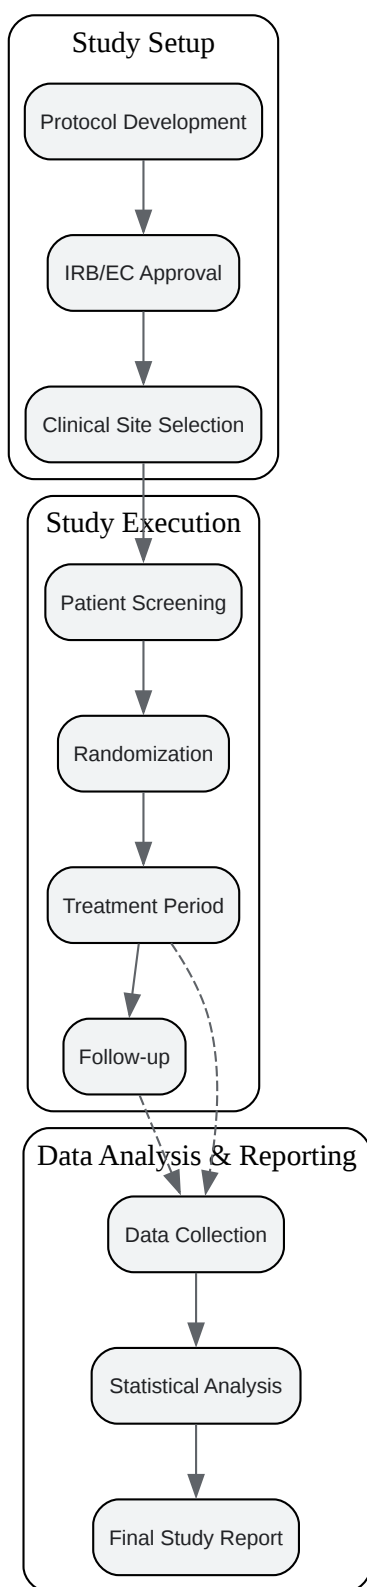 Study Setup
Protocol Development
IRB/EC Approval
Clinical Site Selection
Study Execution
Patient Screening
Randomization
Treatment Period
Follow-up
Data Analysis & Reporting
Data Collection
Statistical Analysis
Final Study Report